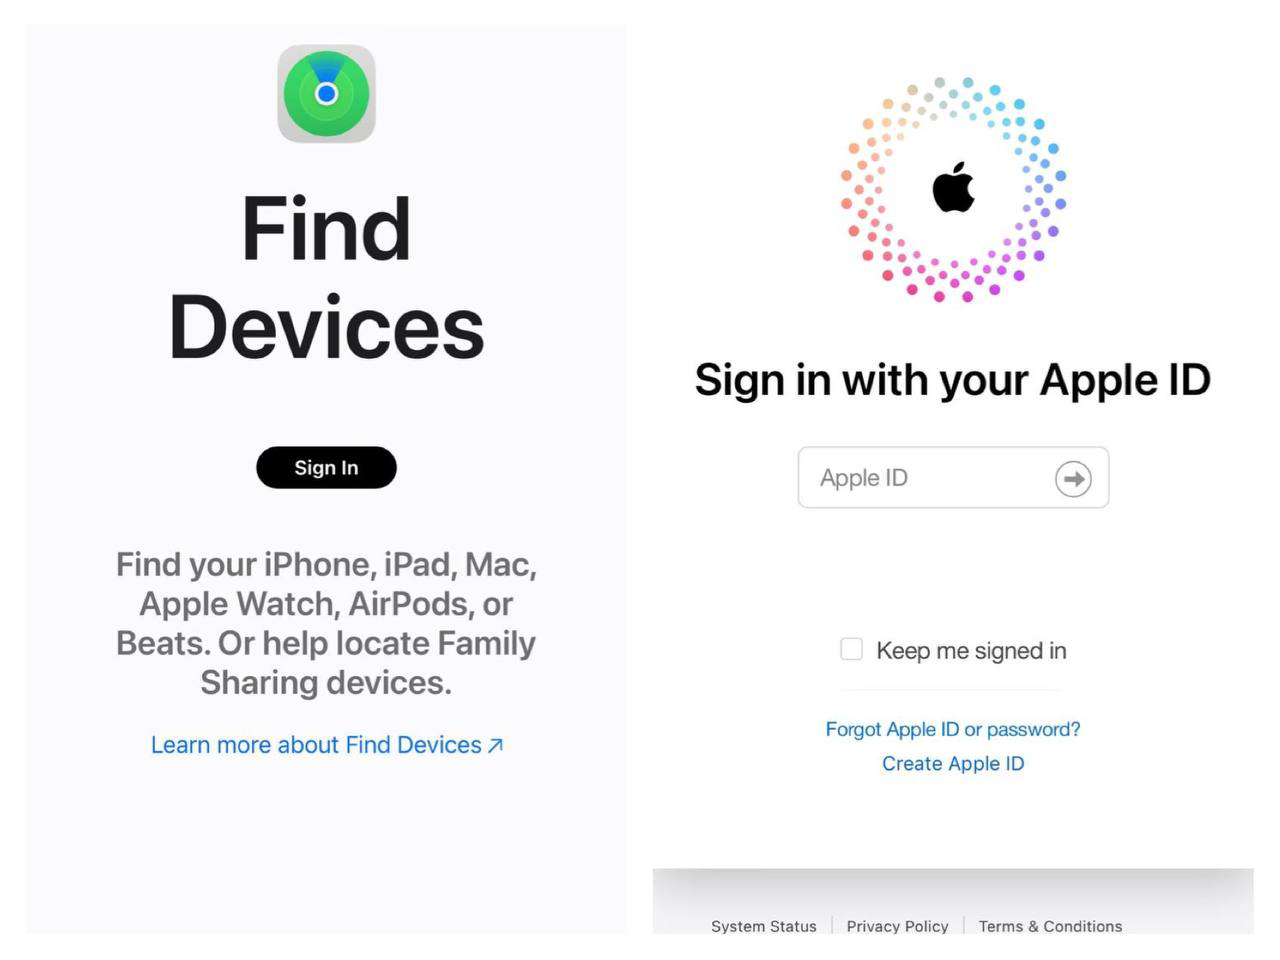 Find
Devices
Sign In
Find your iPhone, iPad, Mac,
Apple Watch, AirPods, or
Beats. Or help locate Family
Sharing devices.
Learn more about Find Devices
Sign in with your Apple ID
Apple ID
Keep me signed in
Forgot Apple ID or password?
Create Apple ID
System Status Privacy Policy Terms & Conditions